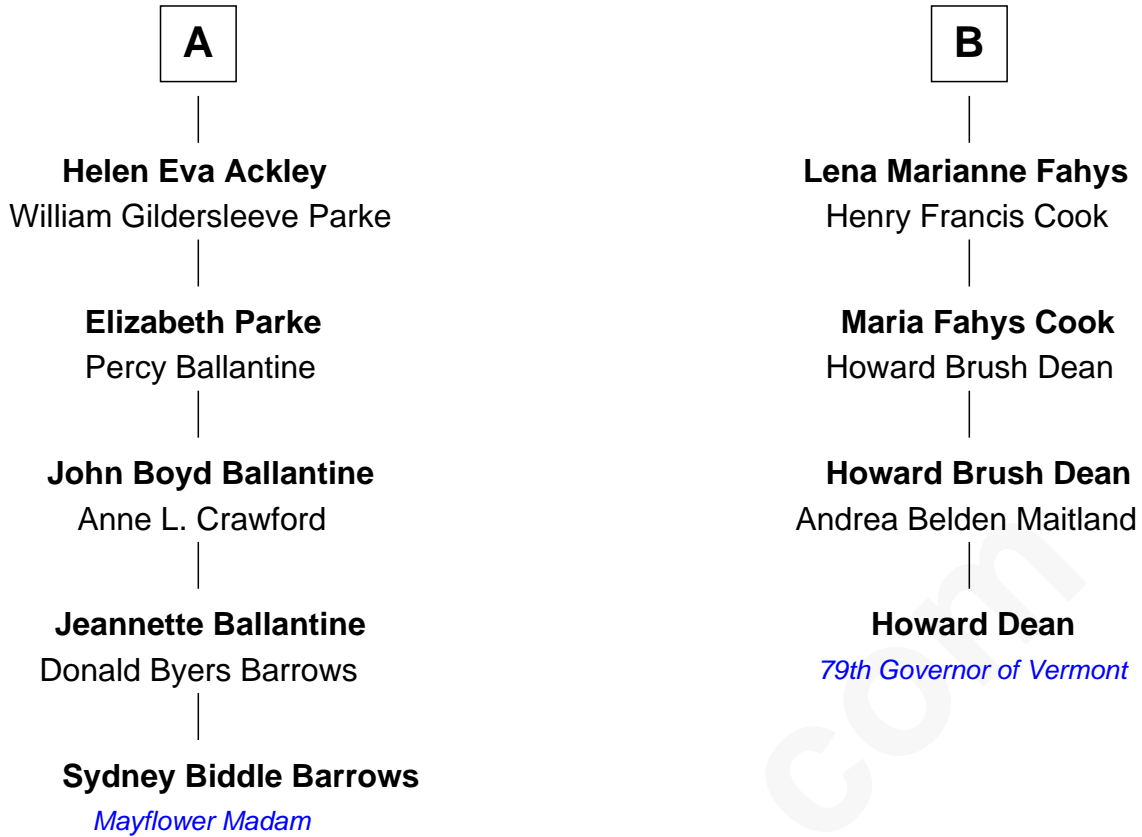 A
Helen Eva Ackley
William Gildersleeve Parke
Elizabeth Parke
Percy Ballantine
John Boyd Ballantine
Anne L. Crawford
Jeannette Ballantine
Donald Byers Barrows
Sydney Biddle Barrows
Mayflower Madam
B
Lena Marianne Fahys
Henry Francis Cook
Maria Fahys Cook
Howard Brush Dean
Howard Brush Dean
Andrea Belden Maitland
Howard Dean
79th Governor of Vermont
com